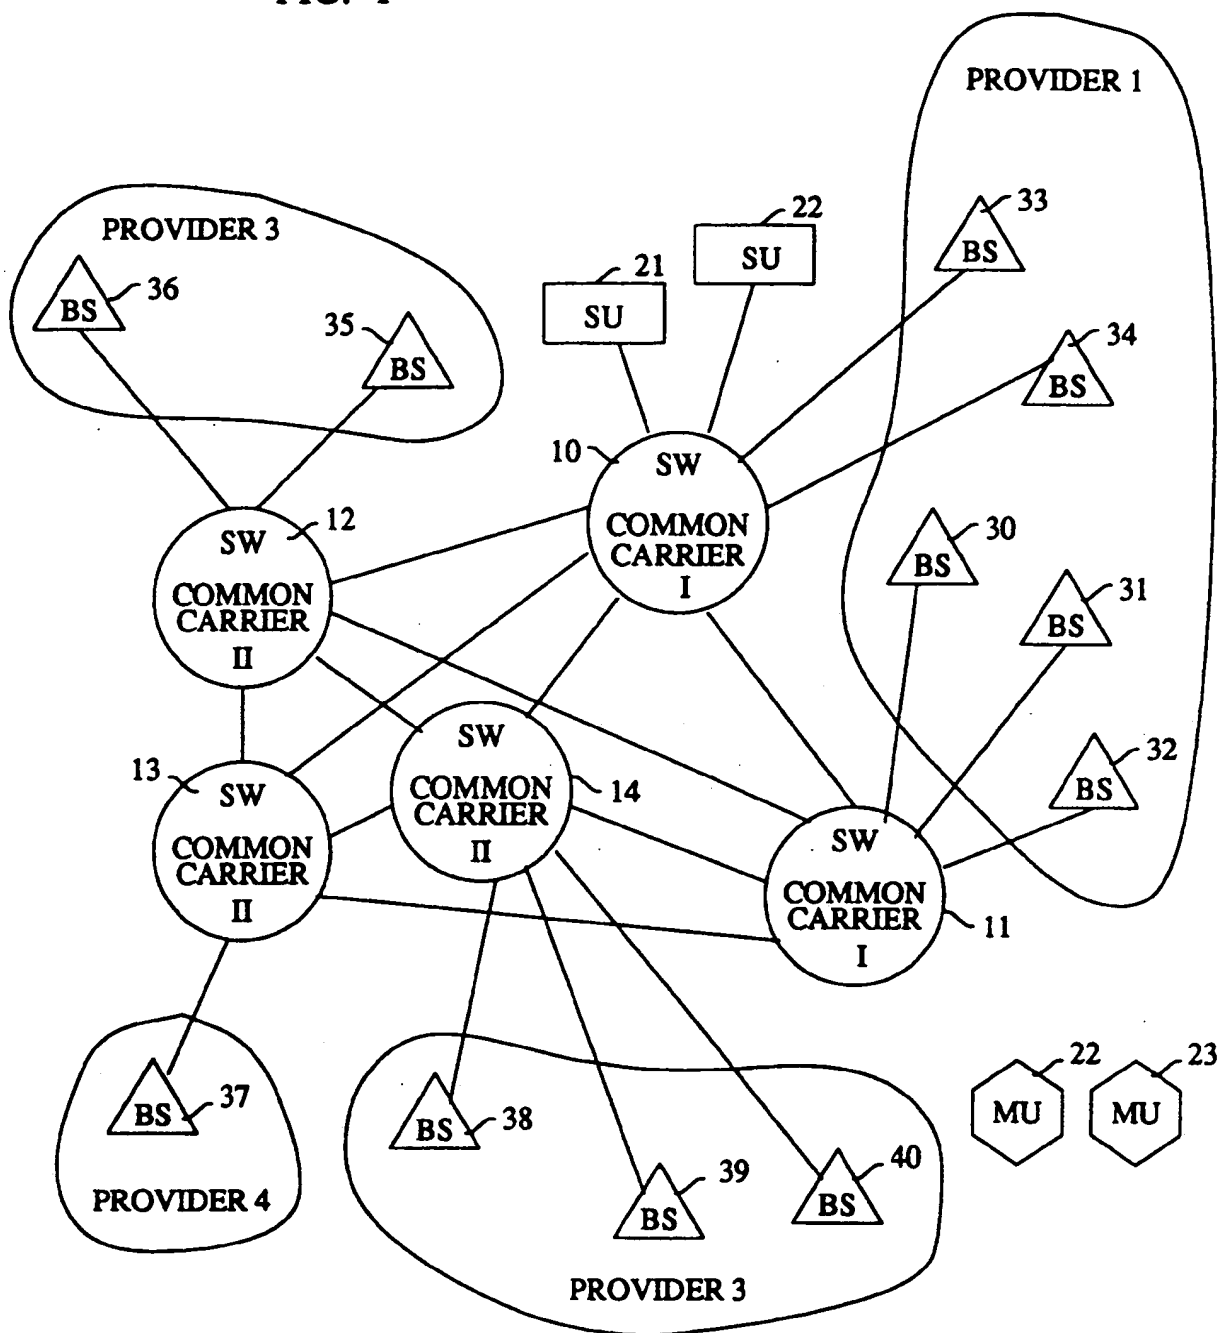 PROVIDER 1
33
BS
34
BS
30
BS
31
BS
32
BS
PROVIDER 3
36
BS
35
BS
22
SU
21
SU
10
SW
COMMON
CARRIER
I
12
SW
COMMON
CARRIER
II
13
SW
COMMON
CARRIER
II
SW
COMMON
CARRIER
II
14
SW
COMMON
CARRIER
I
11
BS
37
PROVIDER 4
BS
38
39
BS
40
BS
PROVIDER 3
22
MU
23
MU